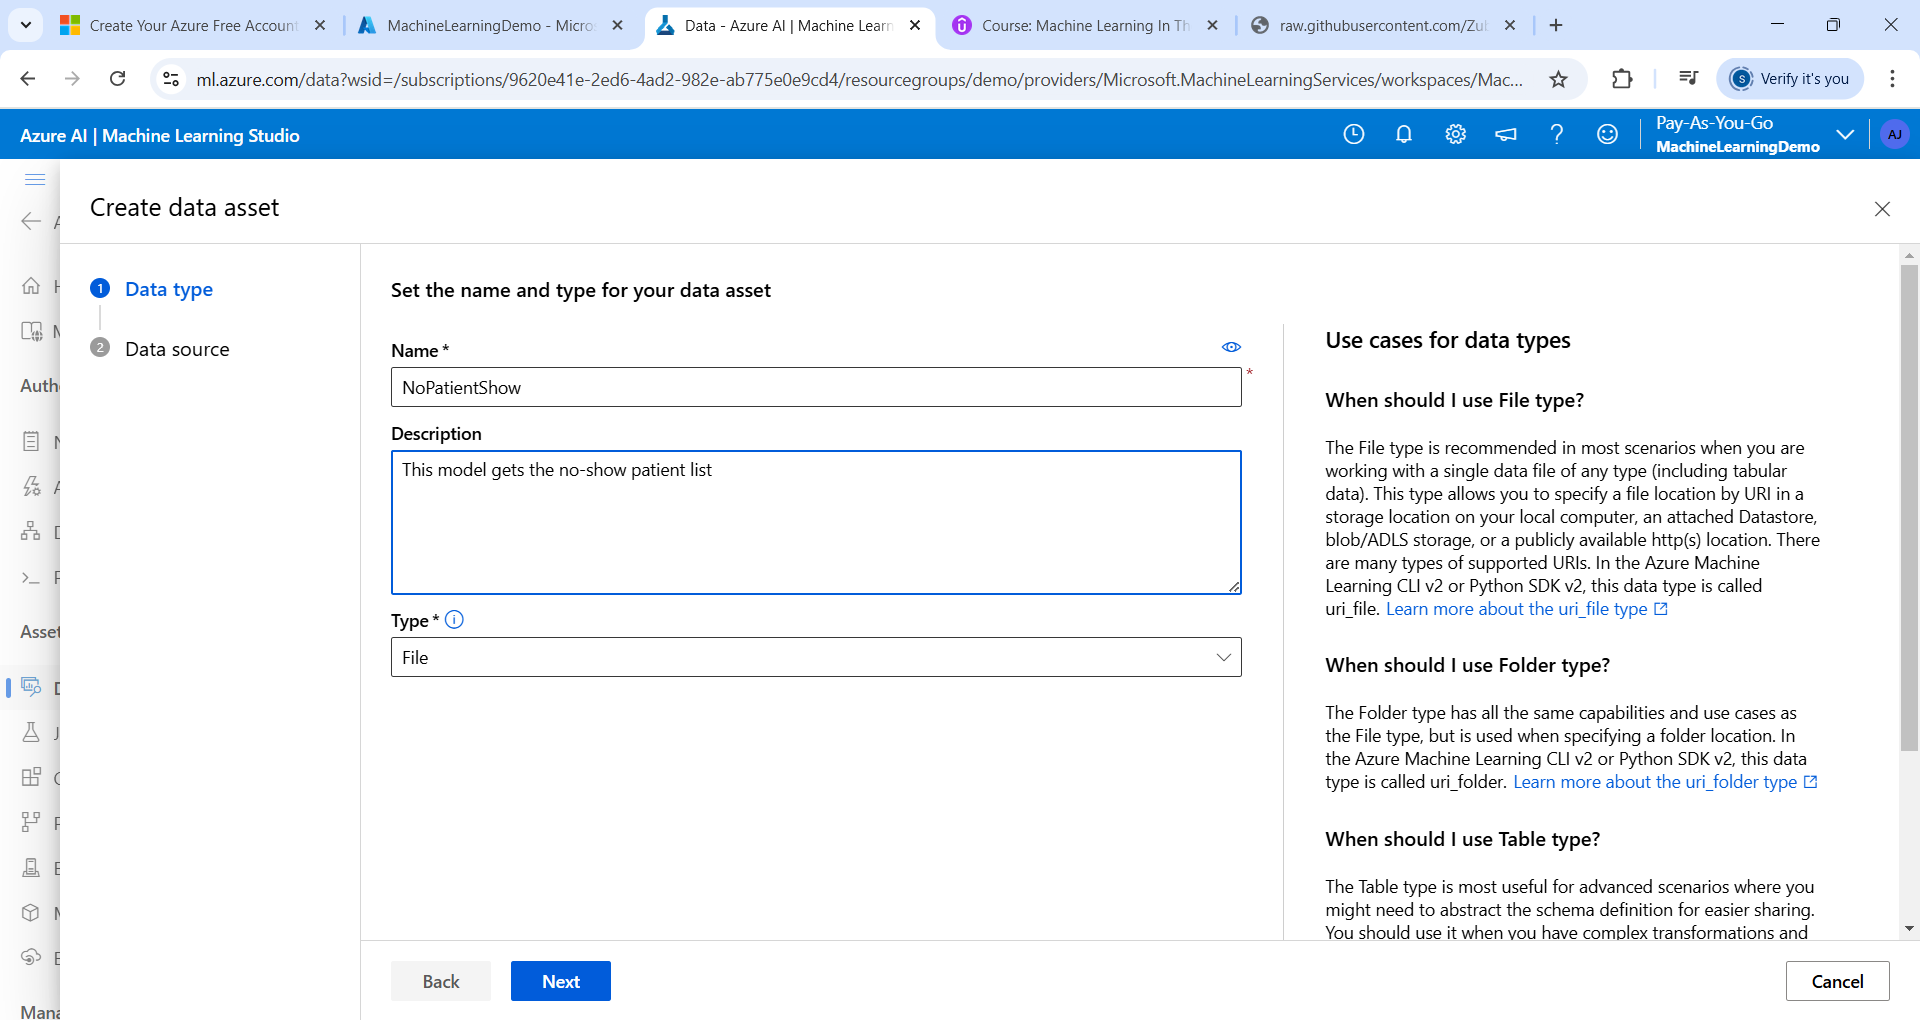 Create Your Azure Free Account
MachineLearningDemo - Micros
Data - Azure AI | Machine Learn
Course: Machine Learning In Th
raw.githubusercontent.com/Zub
ml.azure.com/data?wsid=/subscriptions/9620e41e-2ed6-4ad2-982e-ab775e0e9cd4/resourcegroups/demo/providers/Microsoft.MachineLearningServices/workspaces/Mac...
S
Verify it's you
Azure AI | Machine Learning Studio
Pay-As-You-Go
MachineLearningDemo
AJ
Create data asset
1 Data type
2 Data source
Set the name and type for your data asset
Name *
NoPatientShow
*
Description
This model gets the no-show patient list
Type *
File
Use cases for data types
When should I use File type?
The File type is recommended in most scenarios when you are
working with a single data file of any type (including tabular
data). This type allows you to specify a file location by URI in a
storage location on your local computer, an attached Datastore,
blob/ADLS storage, or a publicly available http(s) location. There
are many types of supported URIs. In the Azure Machine
Learning CLI v2 or Python SDK v2, this data type is called
uri_file. Learn more about the uri_file type
When should I use Folder type?
The Folder type has all the same capabilities and use cases as
the File type, but is used when specifying a folder location. In
the Azure Machine Learning CLI v2 or Python SDK v2, this data
type is called uri_folder. Learn more about the uri_folder type
When should I use Table type?
The Table type is most useful for advanced scenarios where you
might need to abstract the schema definition for easier sharing.
You should use it when you have complex transformations and
Auth
Asset
Mana
Back
Next
Cancel